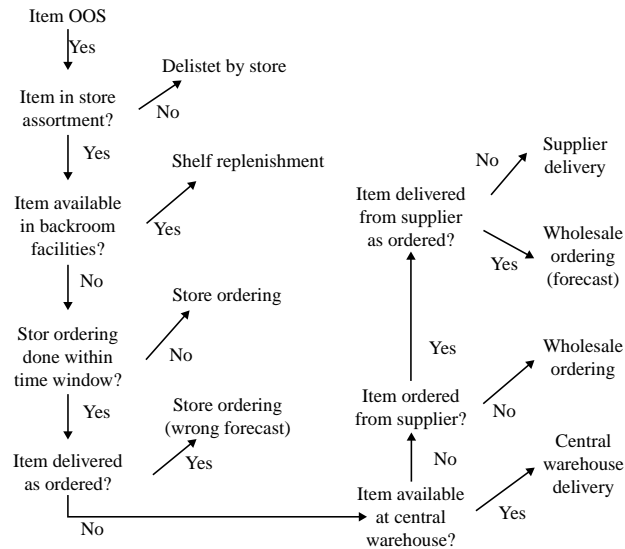 Item OOS
Yes
Delistet by store
Item in store
assortment?
No
Yes
Shelf replenishment
Item available
in backroom
facilities?
Yes
No
Store ordering
Stor ordering
done within
time window?
No
Yes
Store ordering
(wrong forecast)
Item delivered
as ordered?
Yes
No
Item available
at central
warehouse?
Yes
Central
warehouse
delivery
No
Item ordered
from supplier?
No
Wholesale
ordering
Yes
Item delivered
from supplier
as ordered?
No
Supplier
delivery
Yes
Wholesale
ordering
(forecast)